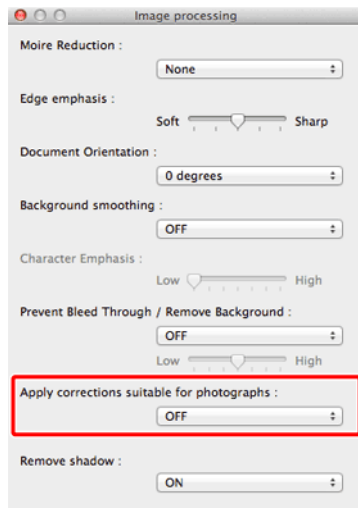 Image processing
Moire Reduction :
None
Edge emphasis :
Soft Sharp
Document Orientation :
0 degrees
Background smoothing :
OFF
Character Emphasis :
Low High
Prevent Bleed Through / Remove Background :
OFF
Low High
Apply corrections suitable for photographs :
OFF
Remove shadow :
ON